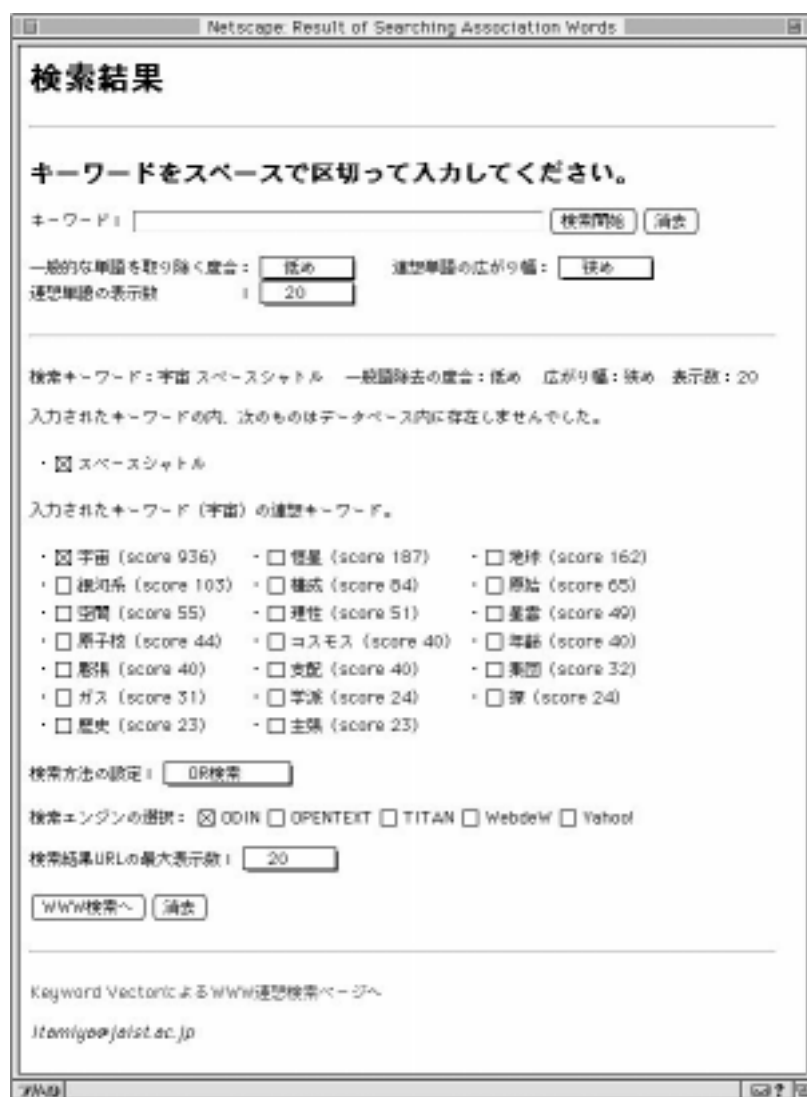 Netscape: Result of Searching Association Words
検索結果
キーワードをスペースで区切って入力してください。
キーワード： 検索開始 消去
一般的な単語を取り除く度合： 低め 連想単語の広がり幅： 狭め
連想単語の表示数 ： 20
検索キーワード：宇宙 スペースシャトル 一般語除去の度合：低め 広がり幅：狭め 表示数：20
入力されたキーワードの内、次のものはデータベース内に存在しませんでした。
・ スペースシャトル
入力されたキーワード（宇宙）の連想キーワード。
・ 宇宙 (score 936) ・ 恒星 (score 187) ・ 地球 (score 162)
・ 銀河系 (score 103) ・ 構成 (score 84) ・ 原始 (score 65)
・ 空間 (score 55) ・ 理性 (score 51) ・ 星雲 (score 49)
・ 原子核 (score 44) ・ コスモス (score 40) ・ 年齢 (score 40)
・ 膨張 (score 40) ・ 支配 (score 40) ・ 集団 (score 32)
・ ガス (score 31) ・ 学派 (score 24) ・ (score 24)
・ 歴史 (score 23) ・ 主張 (score 23)
検索方法の設定： OR検索
検索エンジンの選択： ODIN OPENTEXT TITAN WebdeW Yahoo!
検索結果URLの最大表示数： 20
WWW検索へ 消去
Keyword VectorによるWWW連想検索ページへ
itomiyo@jaist.ac.jp